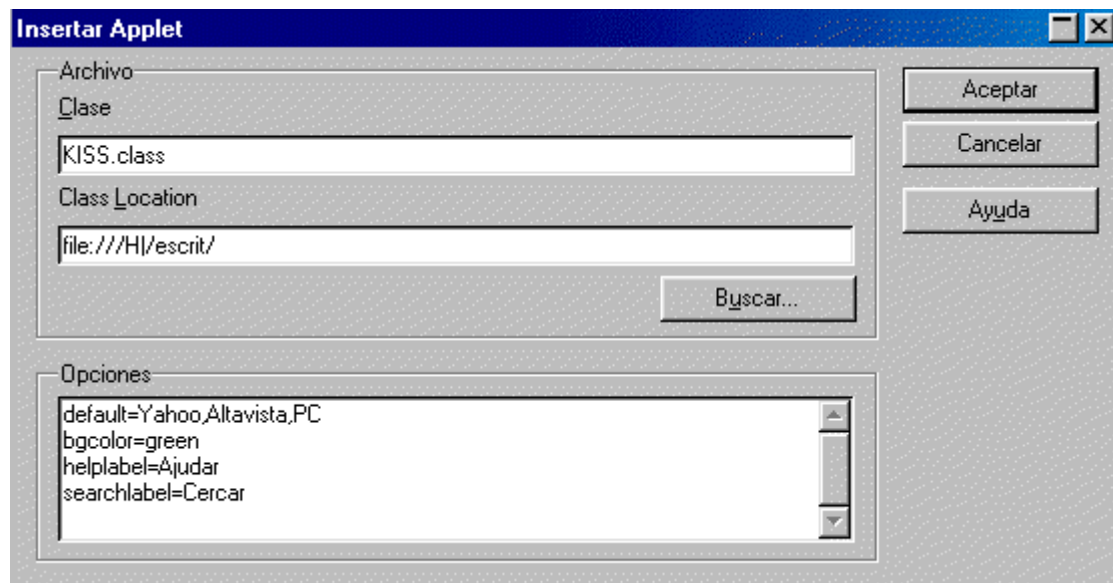 Insertar Applet
Archivo
Clase
KISS.class
Class Location
file:///H|/escrit/
Buscar...
Aceptar
Cancelar
Ayuda
Opciones
default=Yahoo,Altavista,PC
bgcolor=green
helplabel=Ajudar
searchlabel=Cercar